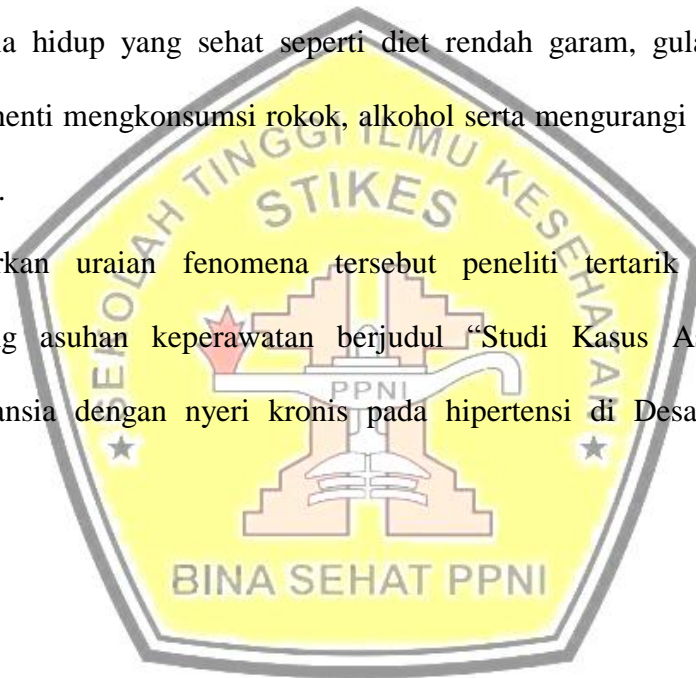 a hidup yang sehat seperti diet rendah garam, gula
enti mengkonsumsi rokok, alkohol serta mengurangi
.
rkan uraian fenomena tersebut peneliti tertarik
g asuhan keperawatan berjudul “Studi Kasus A
ansia dengan nyeri kronis pada hipertensi di Desa
SEKOLAH TINGGI ILMU KESEHATAN
STIKES
PPNI
BINA SEHAT PPNI